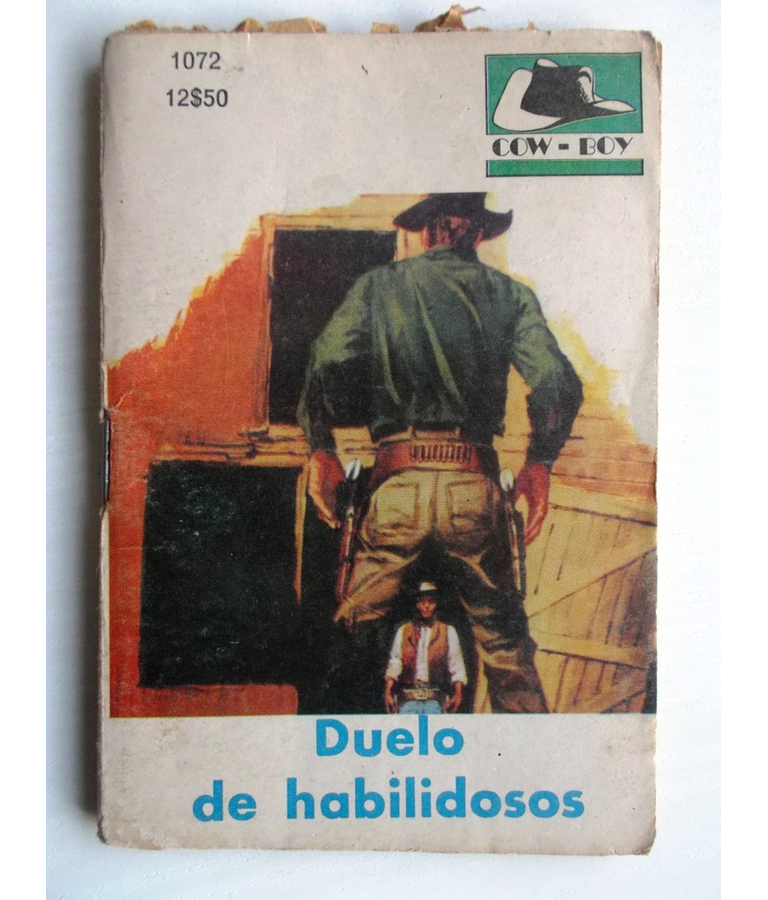 1072
12$50
COW - BOY
Duelo
de habilidosos